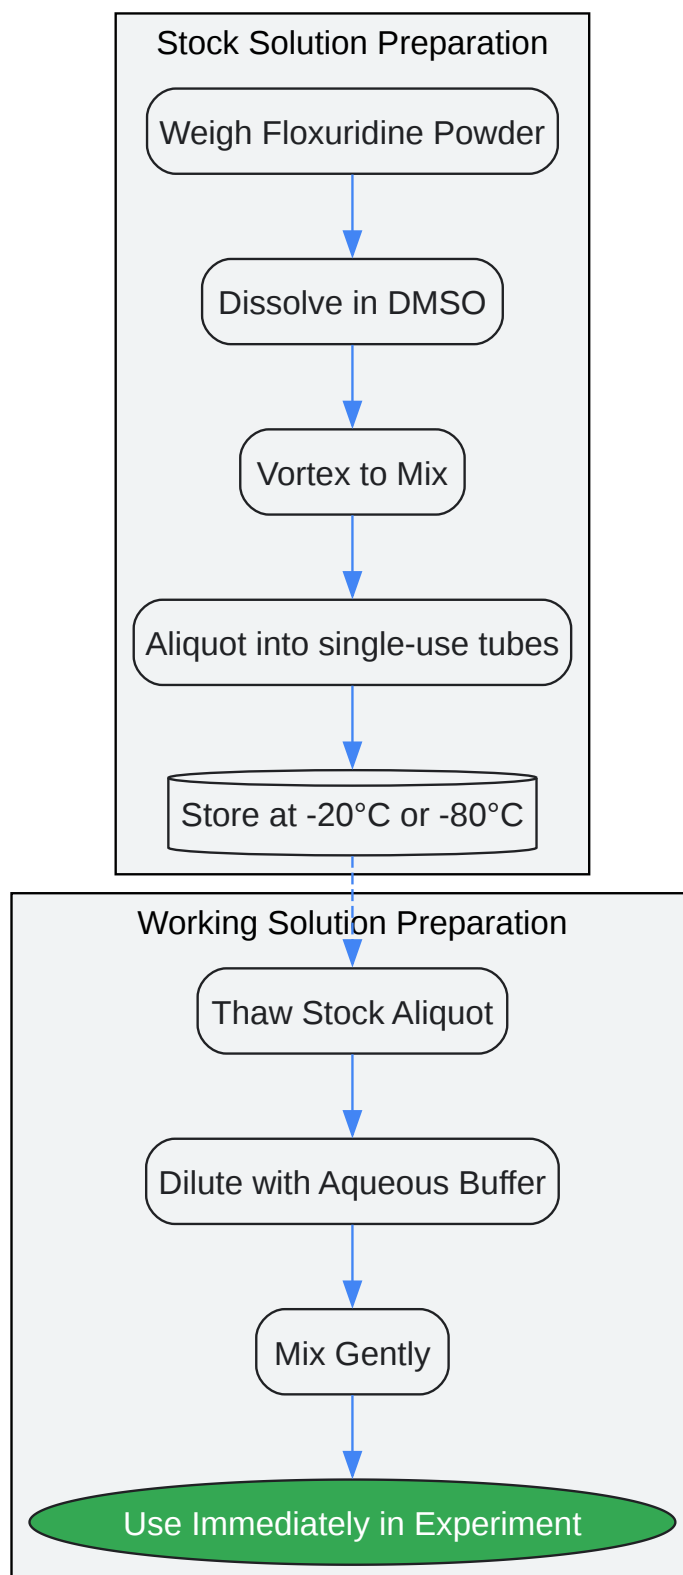 Stock Solution Preparation
Weigh Floxuridine Powder
Dissolve in DMSO
Vortex to Mix
Aliquot into single-use tubes
Store at -20°C or -80°C
Working Solution Preparation
Thaw Stock Aliquot
Dilute with Aqueous Buffer
Mix Gently
Use Immediately in Experiment